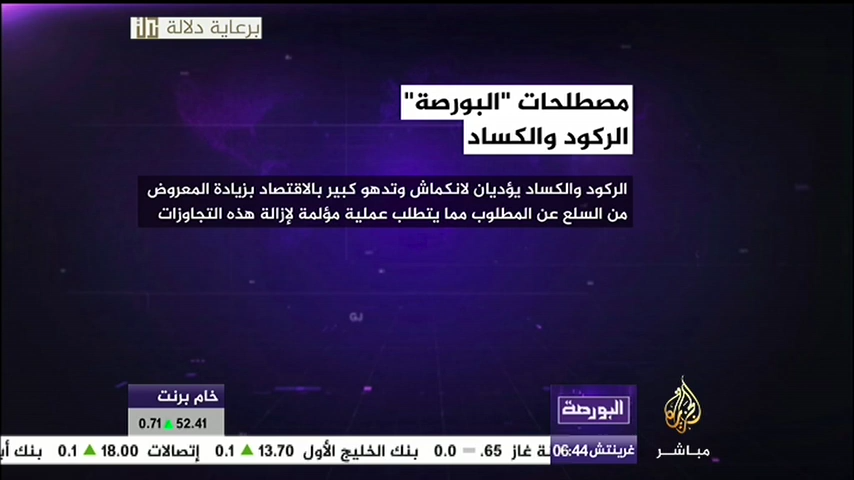 برعاية دلالة
مصطلحات "البورصة"
الركود والكساد
الركود والكساد يؤديان لانكماش وتدهو كبير بالاقتصاد بزيادة المعروض
من السلع عن المطلوب مما يتطلب عملية مؤلمة لإزالة هذه التجاوزات
خام برنت
0.71 ▲ 52.41
البورصة
غرينتش 06:44
الجزيرة
مباشر
غاز .65 0.0 بنك الخليج الأول 13.70 ▲ 0.1 إتصالات 18.00 ▲ 0.1 بنك